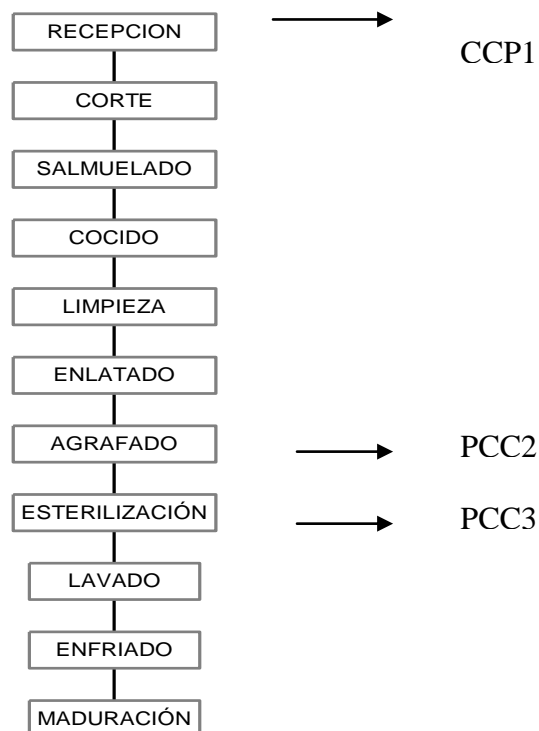 RECEPCION
CCP1
CORTE
SALMUELADO
COCIDO
LIMPIEZA
ENLATADO
AGRAFADO
PCC2
ESTERILIZACIÓN
PCC3
LAVADO
ENFRIADO
MADURACIÓN